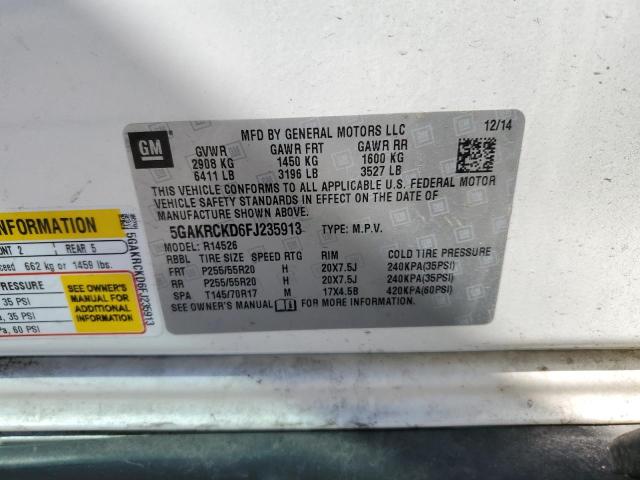 GM
MFD BY GENERAL MOTORS LLC 12/14
GVWR GAWR FRT GAWR RR
2908 KG 1450 KG 1600 KG
6411 LB 3196 LB 3527 LB
THIS VEHICLE CONFORMS TO ALL APPLICABLE U.S. FEDERAL MOTOR
VEHICLE SAFETY STANDARDS IN EFFECT ON THE DATE OF
MANUFACTURE SHOWN ABOVE.
5GAKRCKD6FJ235913 TYPE: M.P.V.
MODEL: R14526
RBBL TIRE SIZE SPEED RTG RIM COLD TIRE PRESSURE
FRT P255/55R20 H 20X7.5J 240KPA(35PSI)
RR P255/55R20 H 20X7.5J 240KPA(35PSI)
SPA T145/70R17 M 17X4.5B 420KPA(60PSI)
SEE OWNER'S MANUAL FOR MORE INFORMATION.
INFORMATION
2 REAR 5
662 kg or 1459 lbs.
PRESSURE
35 PSI
35 PSI
60 PSI
SEE OWNER'S
MANUAL FOR
ADDITIONAL
INFORMATION
5GAKRCKD6FJ235913